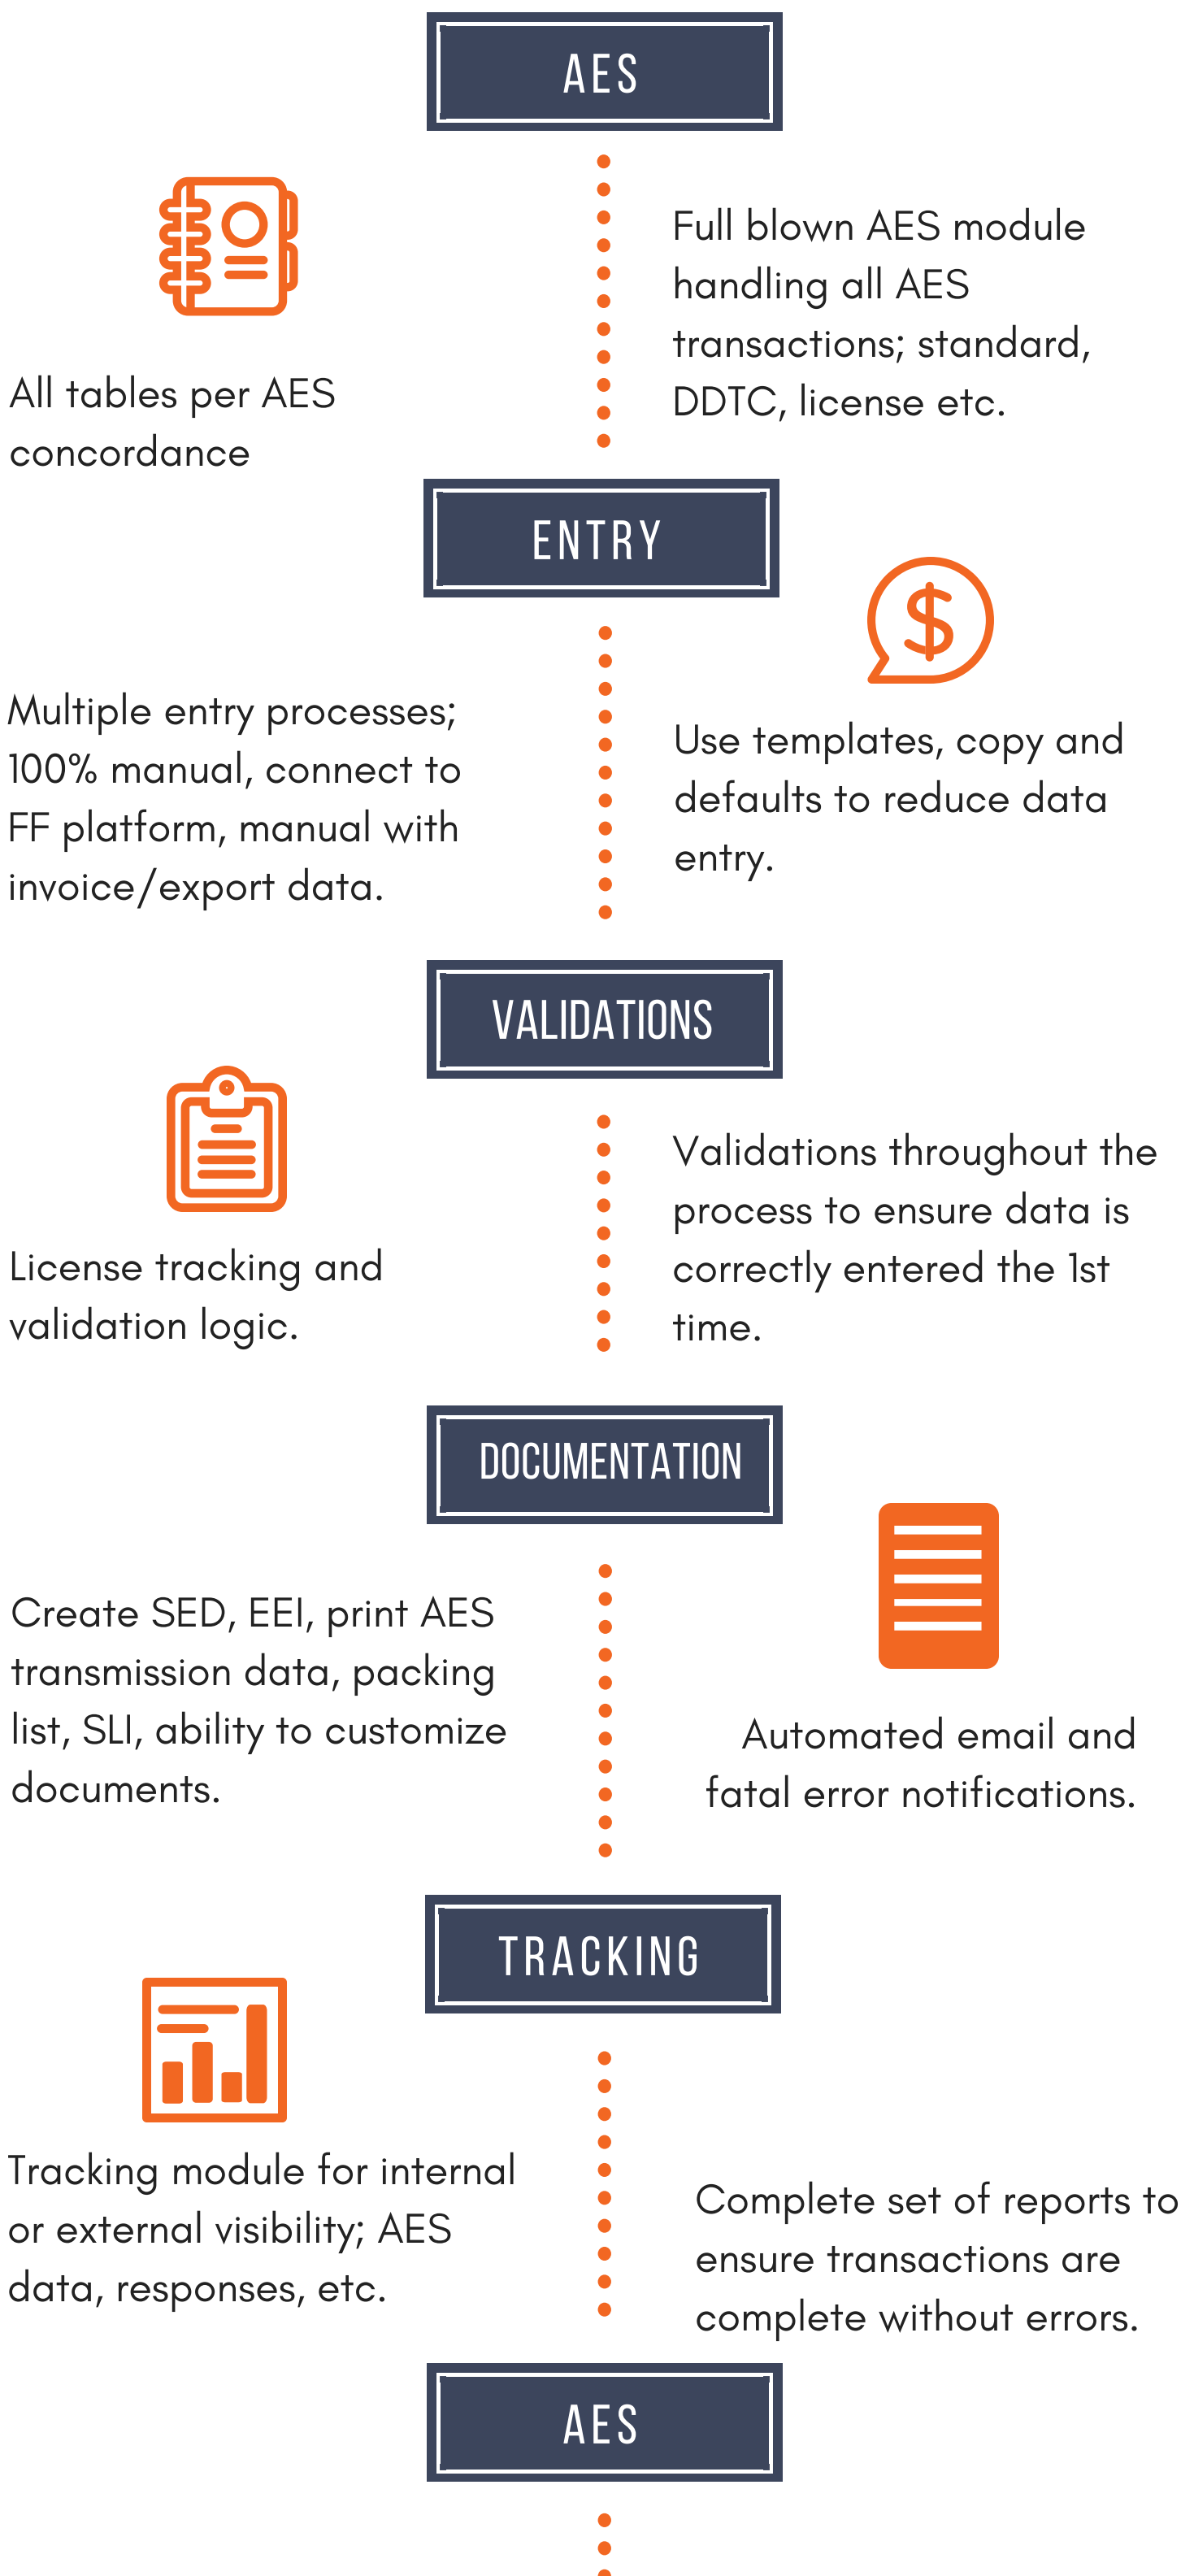 AES
All tables per AES
concordance
Full blown AES module
handling all AES
transactions; standard,
DDTC, license etc.
ENTRY
Multiple entry processes;
100% manual, connect to
FF platform, manual with
invoice/export data.
$
Use templates, copy and
defaults to reduce data
entry.
VALIDATIONS
License tracking and
validation logic.
Validations throughout the
process to ensure data is
correctly entered the 1st
time.
DOCUMENTATION
Create SED, EEI, print AES
transmission data, packing
list, SLI, ability to customize
documents.
Automated email and
fatal error notifications.
TRACKING
Tracking module for internal
or external visibility; AES
data, responses, etc.
Complete set of reports to
ensure transactions are
complete without errors.
AES